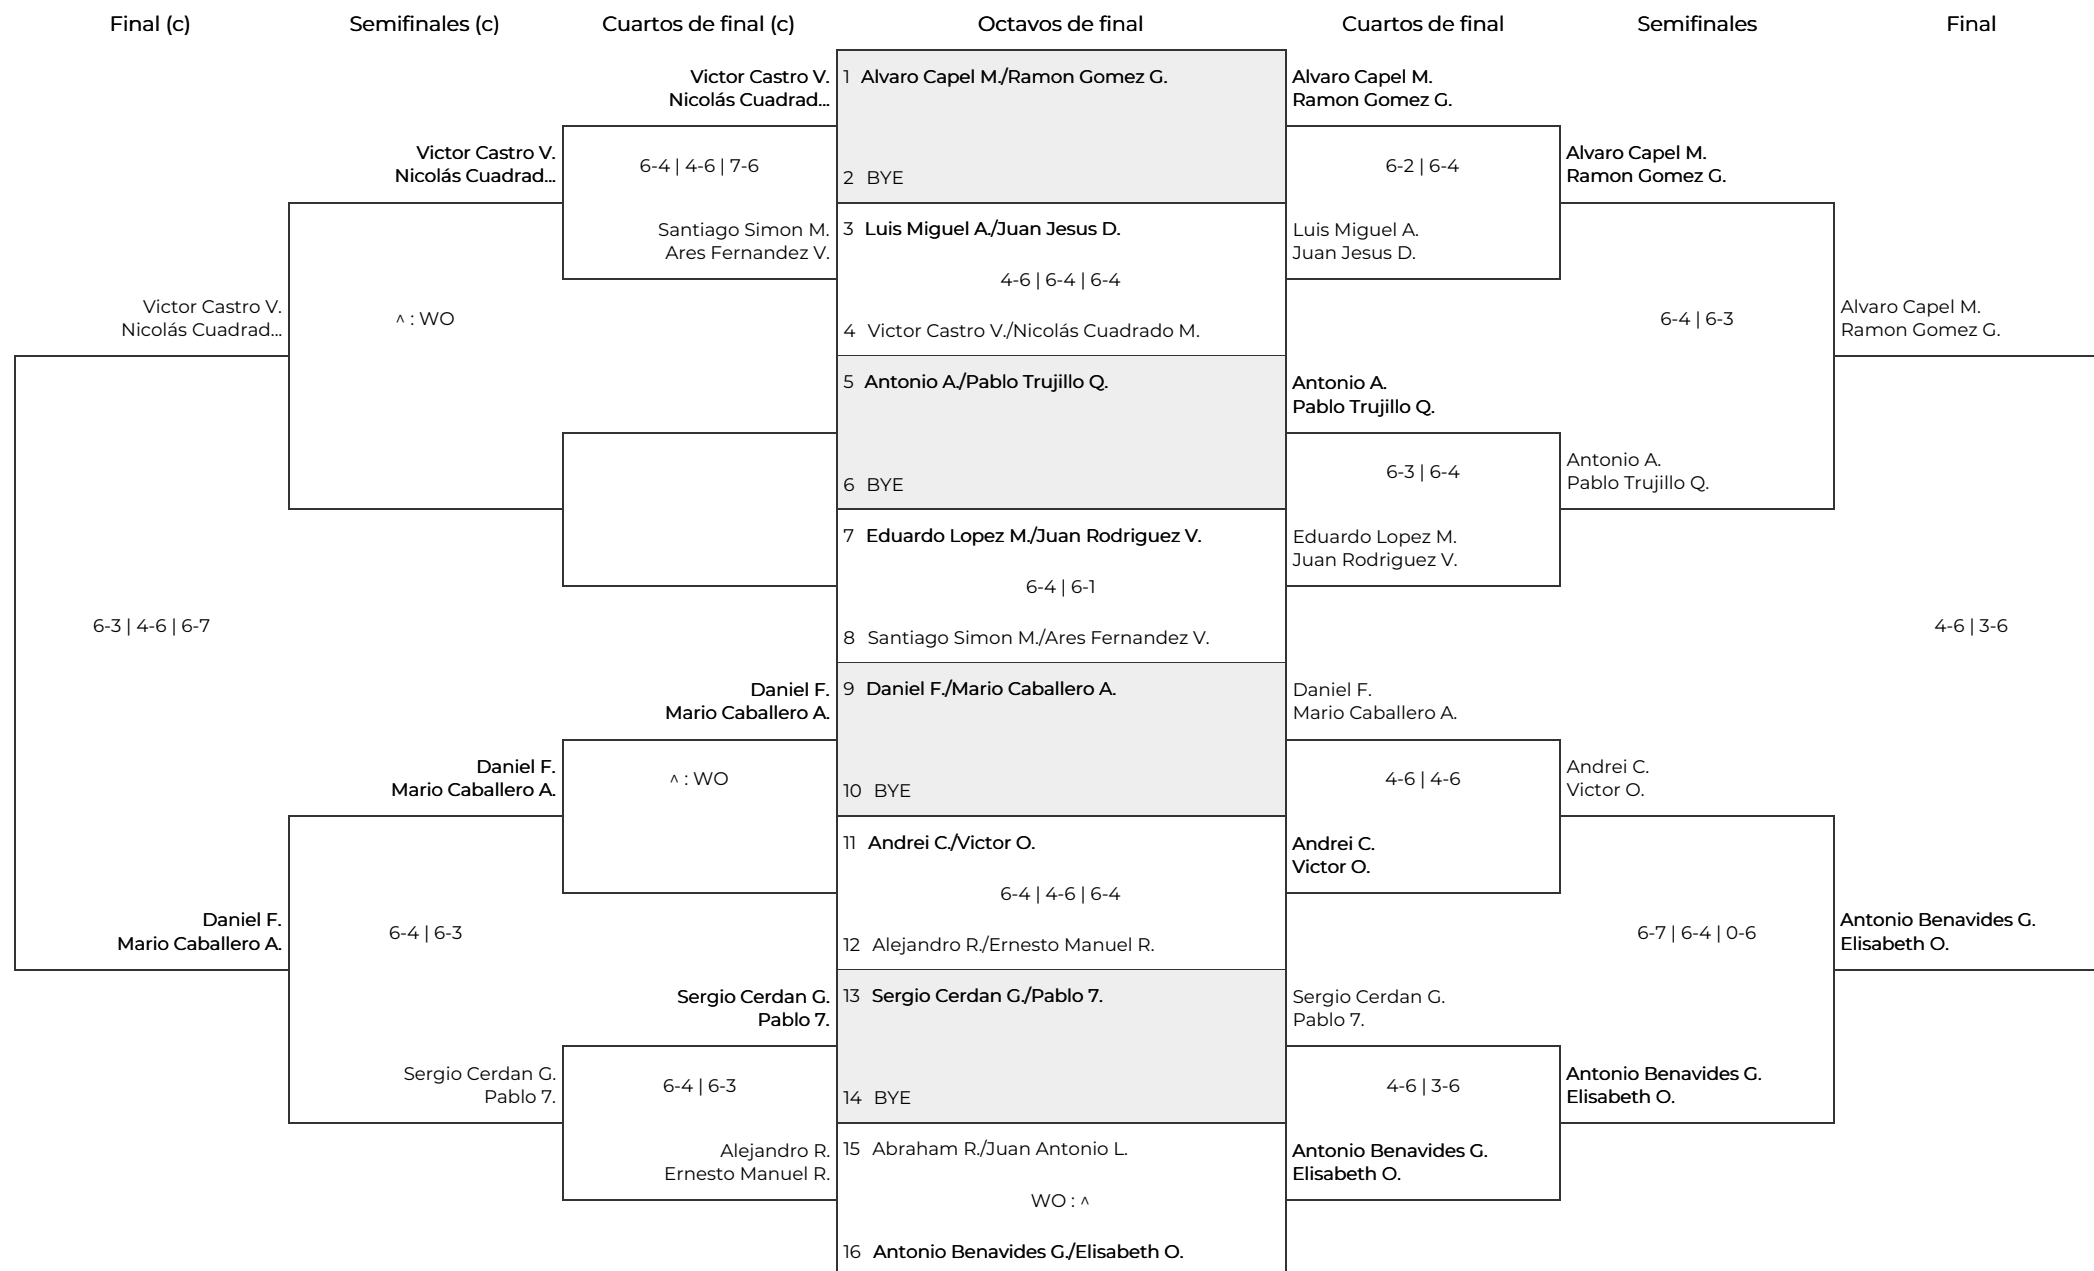 Final (c)
Semifinales (c)
Cuartos de final (c)
Octavos de final
Cuartos de final
Semifinales
Final
Victor Castro V.
Nicolás Cuadrad...
6-3 | 4-6 | 6-7
Daniel F.
Mario Caballero A.
Victor Castro V.
Nicolás Cuadrad...
^ : WO
Daniel F.
Mario Caballero A.
6-4 | 6-3
Sergio Cerdan G.
Pablo 7.
Victor Castro V.
Nicolás Cuadrad...
6-4 | 4-6 | 7-6
Santiago Simon M.
Ares Fernandez V.
Daniel F.
Mario Caballero A.
^ : WO
Sergio Cerdan G.
Pablo 7.
6-4 | 6-3
Alejandro R.
Ernesto Manuel R.
1 Alvaro Capel M./Ramon Gomez G.
2 BYE
3 Luis Miguel A./Juan Jesus D.
4-6 | 6-4 | 6-4
4 Victor Castro V./Nicolás Cuadrado M.
5 Antonio A./Pablo Trujillo Q.
6 BYE
7 Eduardo Lopez M./Juan Rodriguez V.
6-4 | 6-1
8 Santiago Simon M./Ares Fernandez V.
9 Daniel F./Mario Caballero A.
10 BYE
11 Andrei C./Victor O.
6-4 | 4-6 | 6-4
12 Alejandro R./Ernesto Manuel R.
13 Sergio Cerdan G./Pablo 7.
14 BYE
15 Abraham R./Juan Antonio L.
WO : ^
16 Antonio Benavides G./Elisabeth O.
Alvaro Capel M.
Ramon Gomez G.
6-2 | 6-4
Luis Miguel A.
Juan Jesus D.
Antonio A.
Pablo Trujillo Q.
6-3 | 6-4
Eduardo Lopez M.
Juan Rodriguez V.
Daniel F.
Mario Caballero A.
4-6 | 4-6
Andrei C.
Victor O.
Sergio Cerdan G.
Pablo 7.
4-6 | 3-6
Antonio Benavides G.
Elisabeth O.
Alvaro Capel M.
Ramon Gomez G.
6-4 | 6-3
Antonio A.
Pablo Trujillo Q.
Andrei C.
Victor O.
6-7 | 6-4 | 0-6
Antonio Benavides G.
Elisabeth O.
Alvaro Capel M.
Ramon Gomez G.
4-6 | 3-6
Antonio Benavides G.
Elisabeth O.